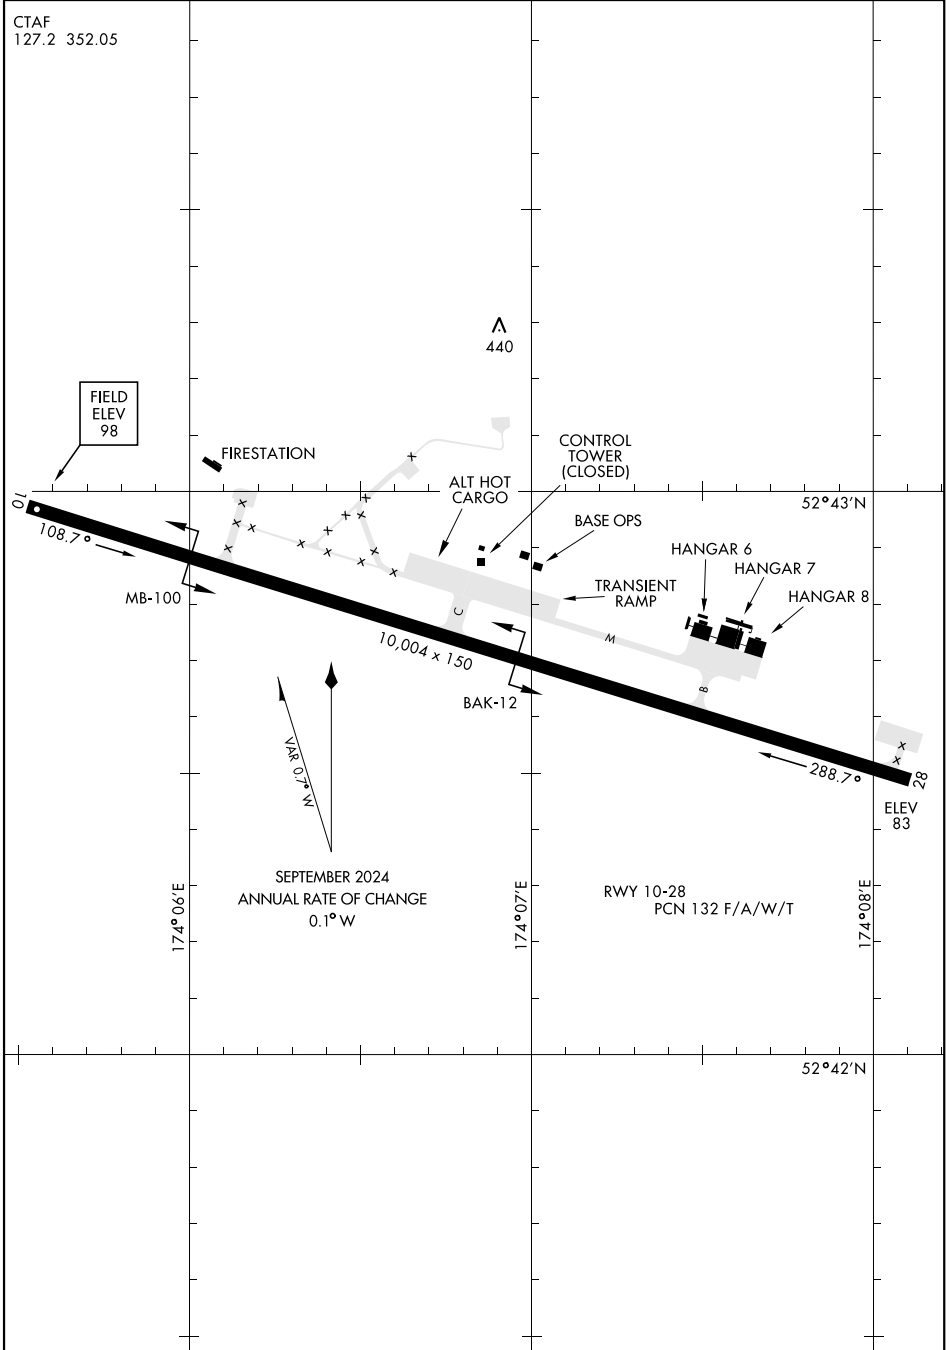 CTAF
127.2 352.05
440
FIELD
ELEV
98
FIRESTATION
CONTROL
TOWER
(CLOSED)
ALT HOT
CARGO
52°43'N
10
108.7°
BASE OPS
HANGAR 6
HANGAR 7
HANGAR 8
TRANSIENT
RAMP
MB-100
C
M
10,004 x 150
BAK-12
B
VAR 0.7° W
288.7°
28
ELEV
83
SEPTEMBER 2024
ANNUAL RATE OF CHANGE
0.1° W
174°06'E
174°07'E
174°08'E
RWY 10-28
PCN 132 F/A/W/T
52°42'N